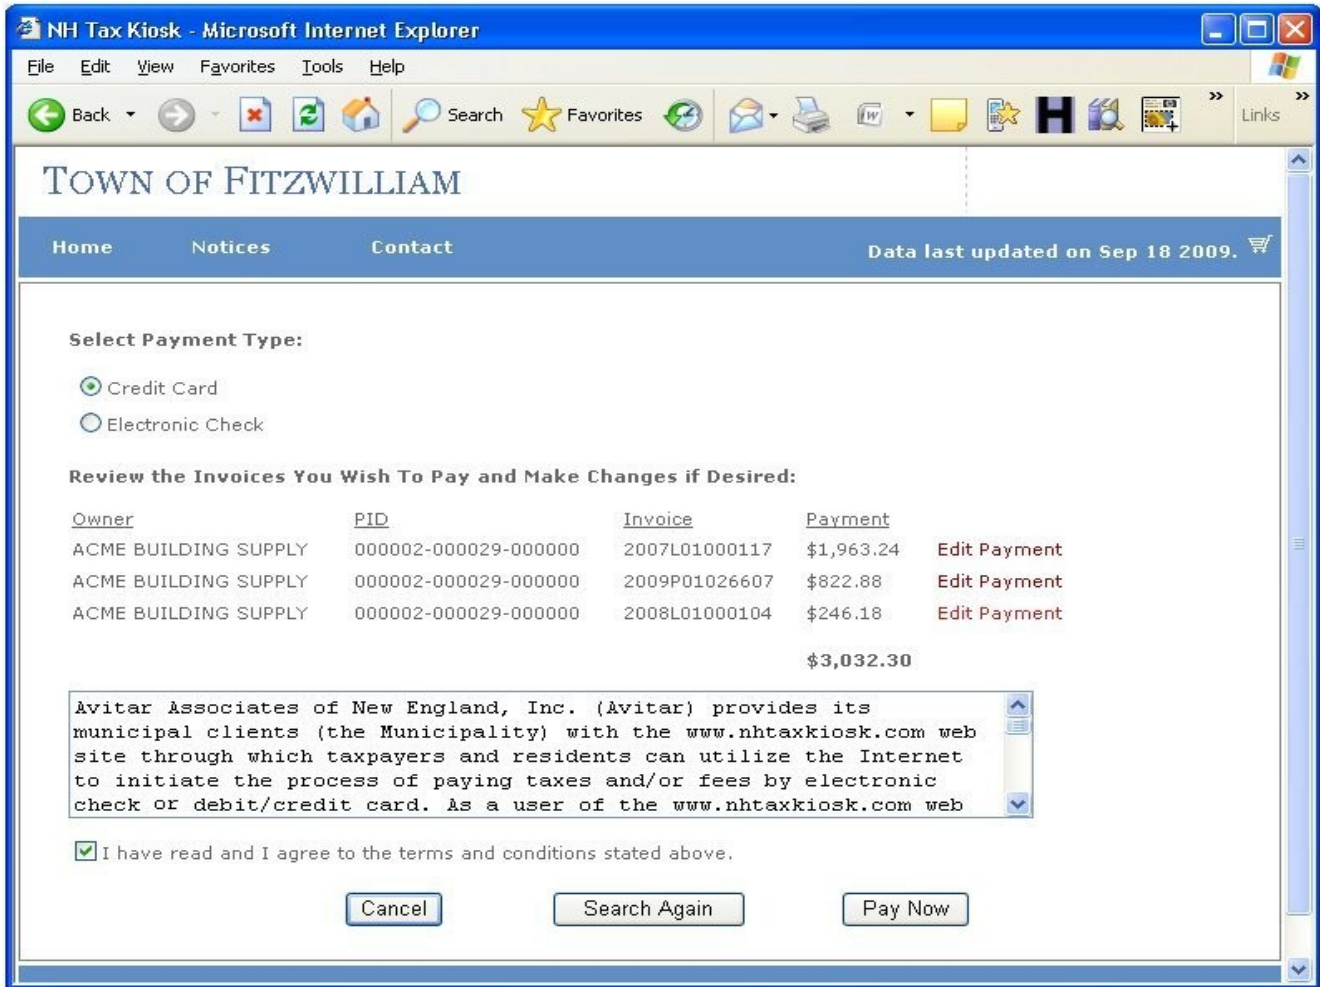 NH Tax Kiosk - Microsoft Internet Explorer
File Edit View Favorites Tools Help
Back Search Favorites W H » Links »
TOWN OF FITZWILLIAM
Home Notices Contact Data last updated on Sep 18 2009.
Select Payment Type:
Credit Card
Electronic Check
Review the Invoices You Wish To Pay and Make Changes if Desired:
Owner PID Invoice Payment
ACME BUILDING SUPPLY 000002-000029-000000 2007L01000117 $1,963.24 Edit Payment
ACME BUILDING SUPPLY 000002-000029-000000 2009P01026607 $822.88 Edit Payment
ACME BUILDING SUPPLY 000002-000029-000000 2008L01000104 $246.18 Edit Payment
$3,032.30
Avitar Associates of New England, Inc. (Avitar) provides its
municipal clients (the Municipality) with the www.nhtaxkiosk.com web
site through which taxpayers and residents can utilize the Internet
to initiate the process of paying taxes and/or fees by electronic
check or debit/credit card. As a user of the www.nhtaxkiosk.com web
I have read and I agree to the terms and conditions stated above.
Cancel Search Again Pay Now